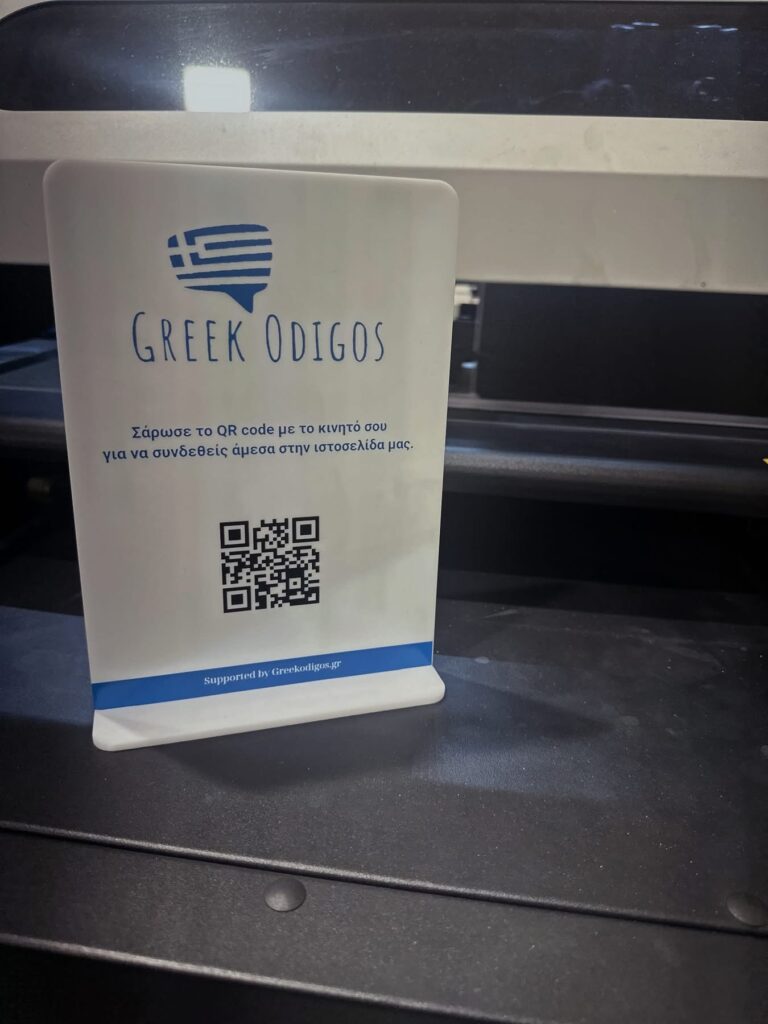 GREEK ODIGOS
Σάρωσε το QR code με το κινητό σου
για να συνδεθείς άμεσα στην ιστοσελίδα μας.
Supported by Greekodigos.gr